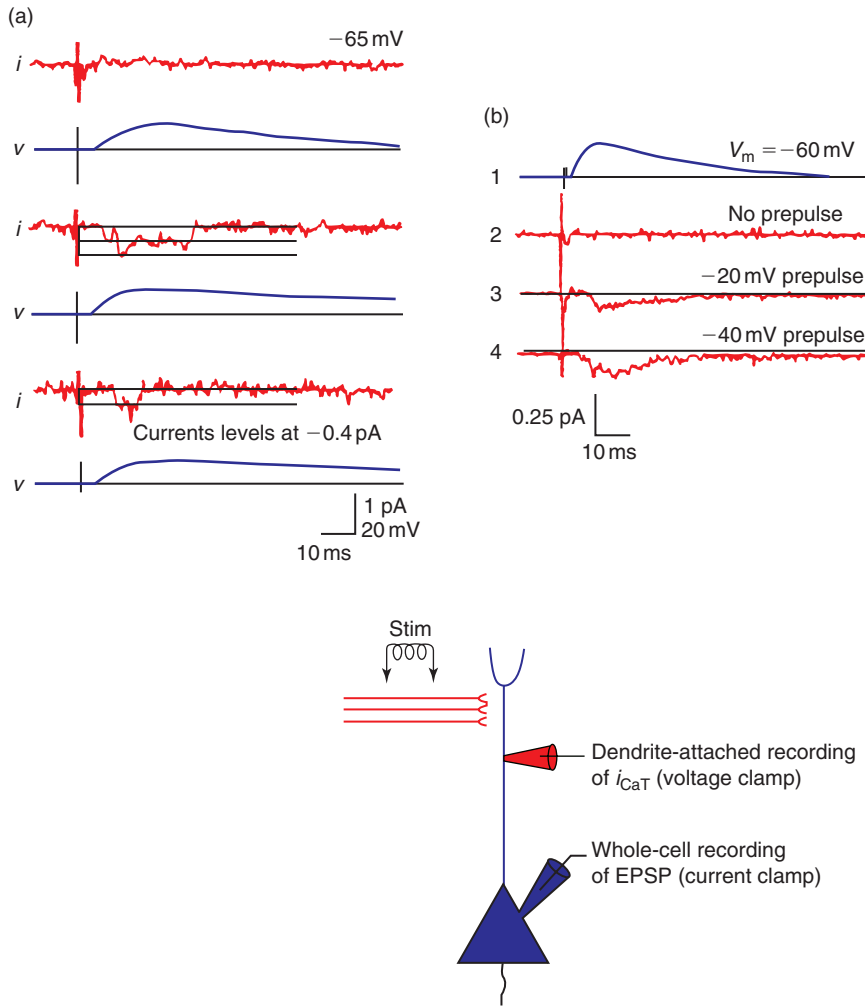 (a)
−65 mV
i
v
i
v
i
Currents levels at −0.4 pA
v
1 pA
20 mV
10 ms
(b)
Vm = −60 mV
1
No prepulse
2
−20 mV prepulse
3
−40 mV prepulse
4
0.25 pA
10 ms
Stim
Dendrite-attached recording
of iCaT (voltage clamp)
Whole-cell recording
of EPSP (current clamp)